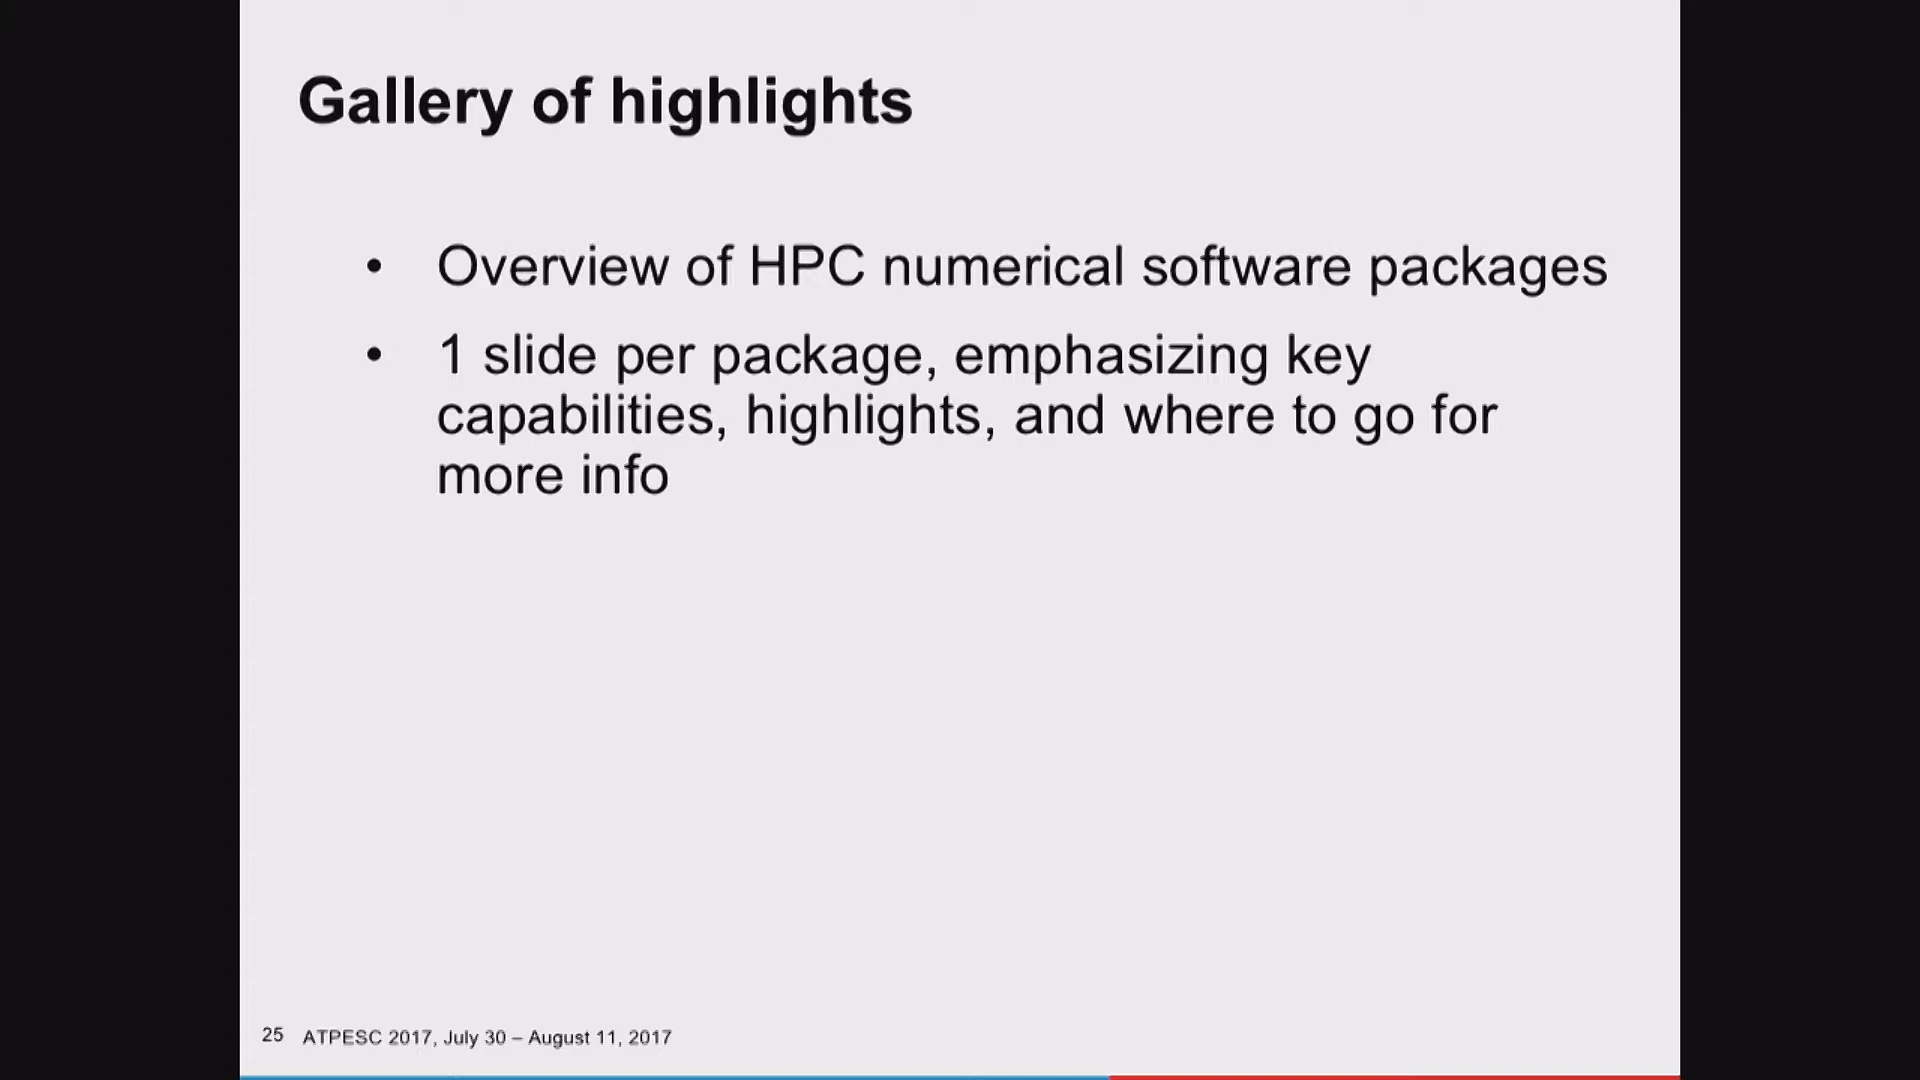 Gallery of highlights
• Overview of HPC numerical software packages
• 1 slide per package, emphasizing key
capabilities, highlights, and where to go for
more info
25 ATPESC 2017, July 30 – August 11, 2017